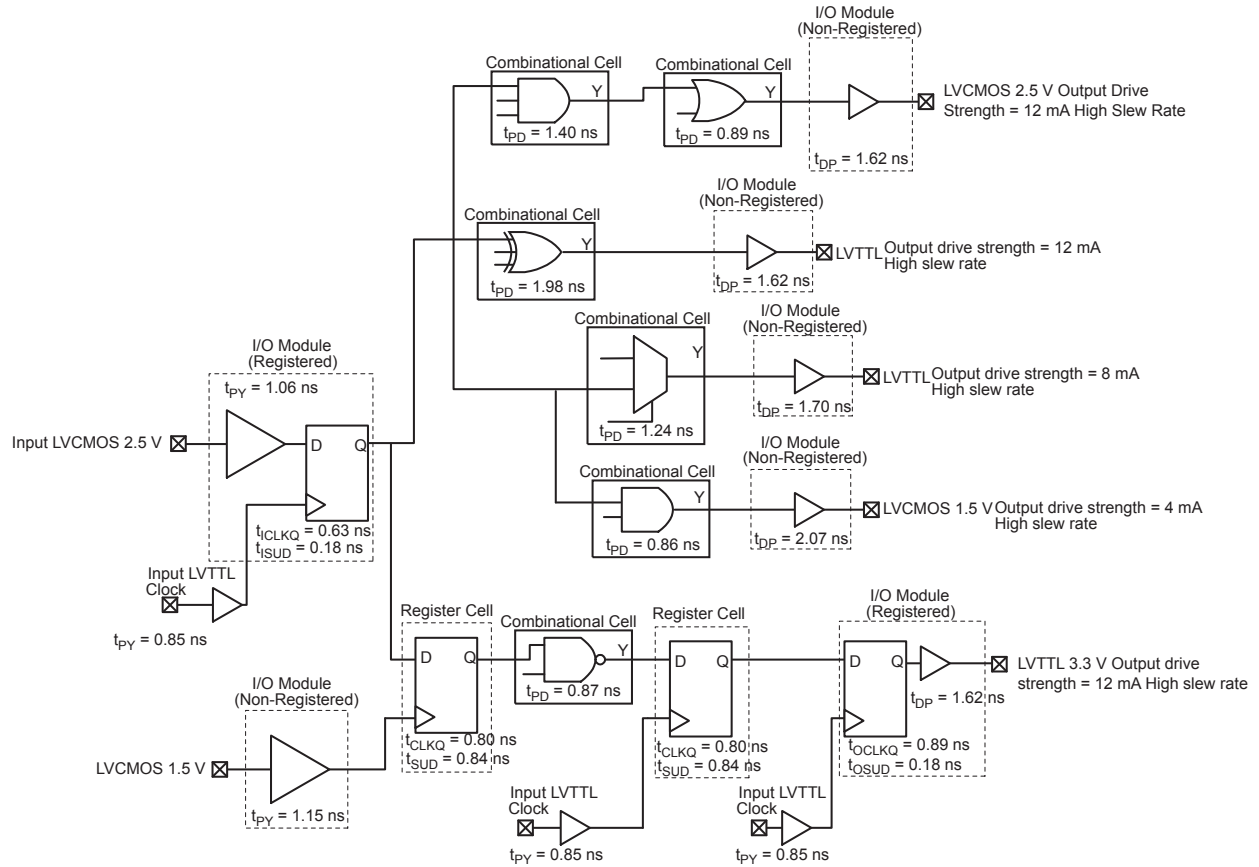 I/O Module
(Non-Registered)
Combinational Cell
Y
tPD = 1.40 ns
Combinational Cell
Y
tPD = 0.89 ns
tDP = 1.62 ns
LVCMOS 2.5 V Output Drive
Strength = 12 mA High Slew Rate
I/O Module
(Non-Registered)
Combinational Cell
Y
tPD = 1.98 ns
tDP = 1.62 ns
LVTTL Output drive strength = 12 mA
High slew rate
I/O Module
(Non-Registered)
Combinational Cell
Y
tPD = 1.24 ns
tDP = 1.70 ns
LVTTL Output drive strength = 8 mA
High slew rate
I/O Module
(Registered)
tPY = 1.06 ns
Input LVCMOS 2.5 V
D
Q
tICLKQ = 0.63 ns
tISUD = 0.18 ns
Input LVTTL
Clock
tPY = 0.85 ns
I/O Module
(Non-Registered)
Combinational Cell
Y
tPD = 0.86 ns
tDP = 2.07 ns
LVCMOS 1.5 V Output drive strength = 4 mA
High slew rate
I/O Module
(Non-Registered)
LVCMOS 1.5 V
tPY = 1.15 ns
Register Cell
D
Q
tCLKQ = 0.80 ns
tSUD = 0.84 ns
Combinational Cell
Y
tPD = 0.87 ns
Register Cell
D
Q
tCLKQ = 0.80 ns
tSUD = 0.84 ns
Input LVTTL
Clock
tPY = 0.85 ns
I/O Module
(Registered)
D
Q
tDP = 1.62 ns
tOCLKQ = 0.89 ns
tOSUD = 0.18 ns
LVTTL 3.3 V Output drive
strength = 12 mA High slew rate
Input LVTTL
Clock
tPY = 0.85 ns